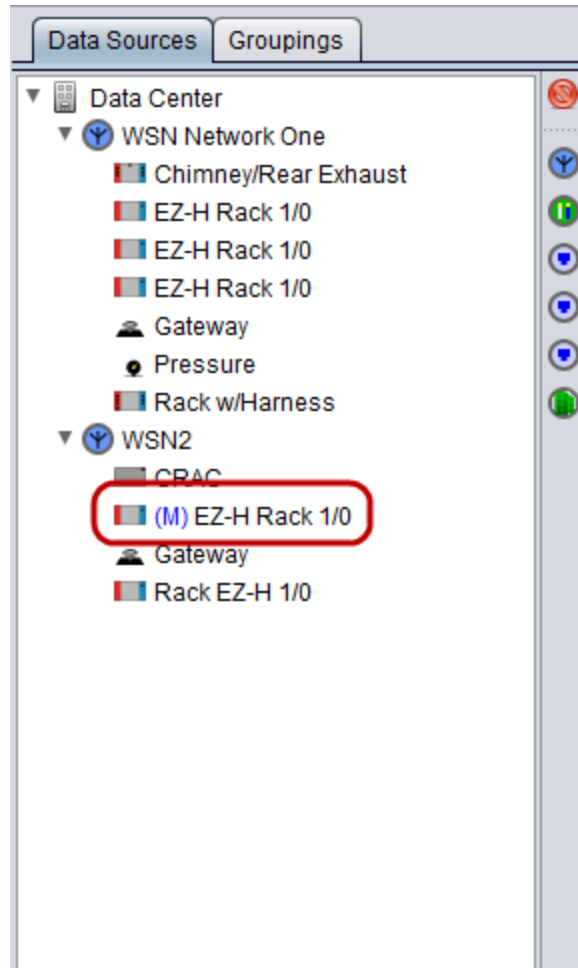 Data Sources Groupings
Data Center
WSN Network One
Chimney/Rear Exhaust
EZ-H Rack 1/0
EZ-H Rack 1/0
EZ-H Rack 1/0
Gateway
Pressure
Rack w/Harness
WSN2
CRAC
(M) EZ-H Rack 1/0
Gateway
Rack EZ-H 1/0